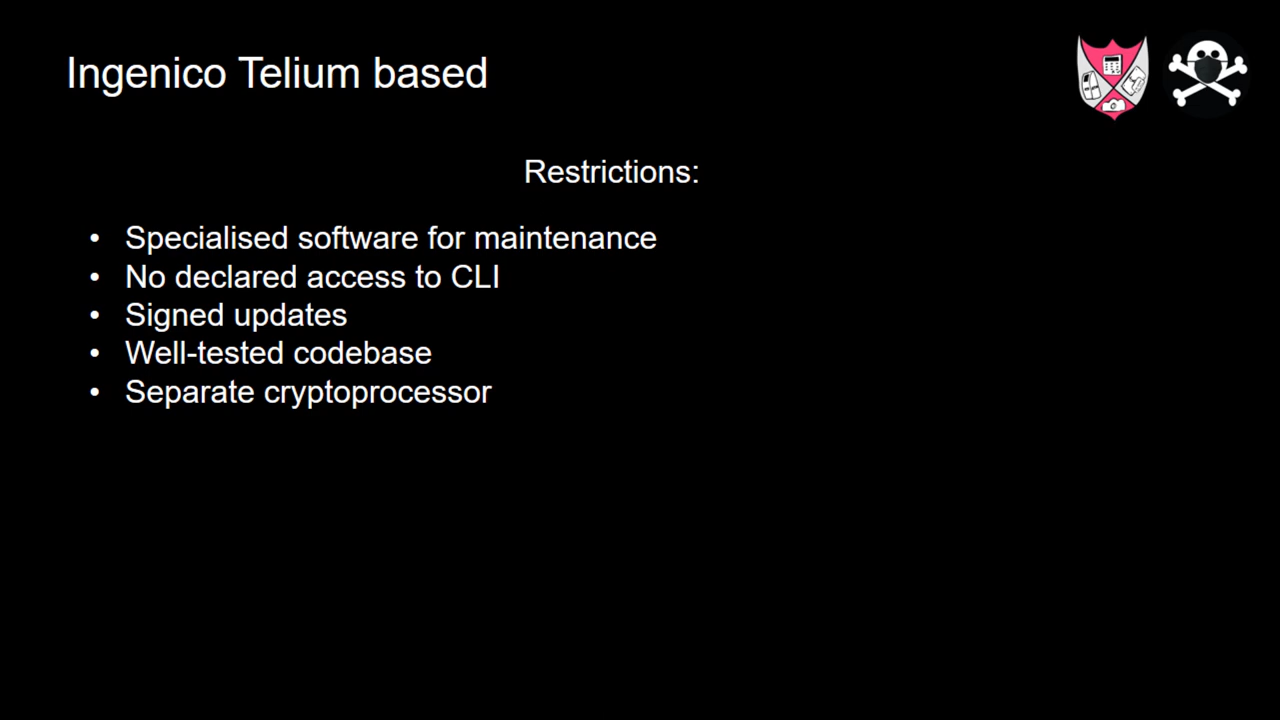 Ingenico Telium based
Restrictions:
• Specialised software for maintenance
• No declared access to CLI
• Signed updates
• Well-tested codebase
• Separate cryptoprocessor